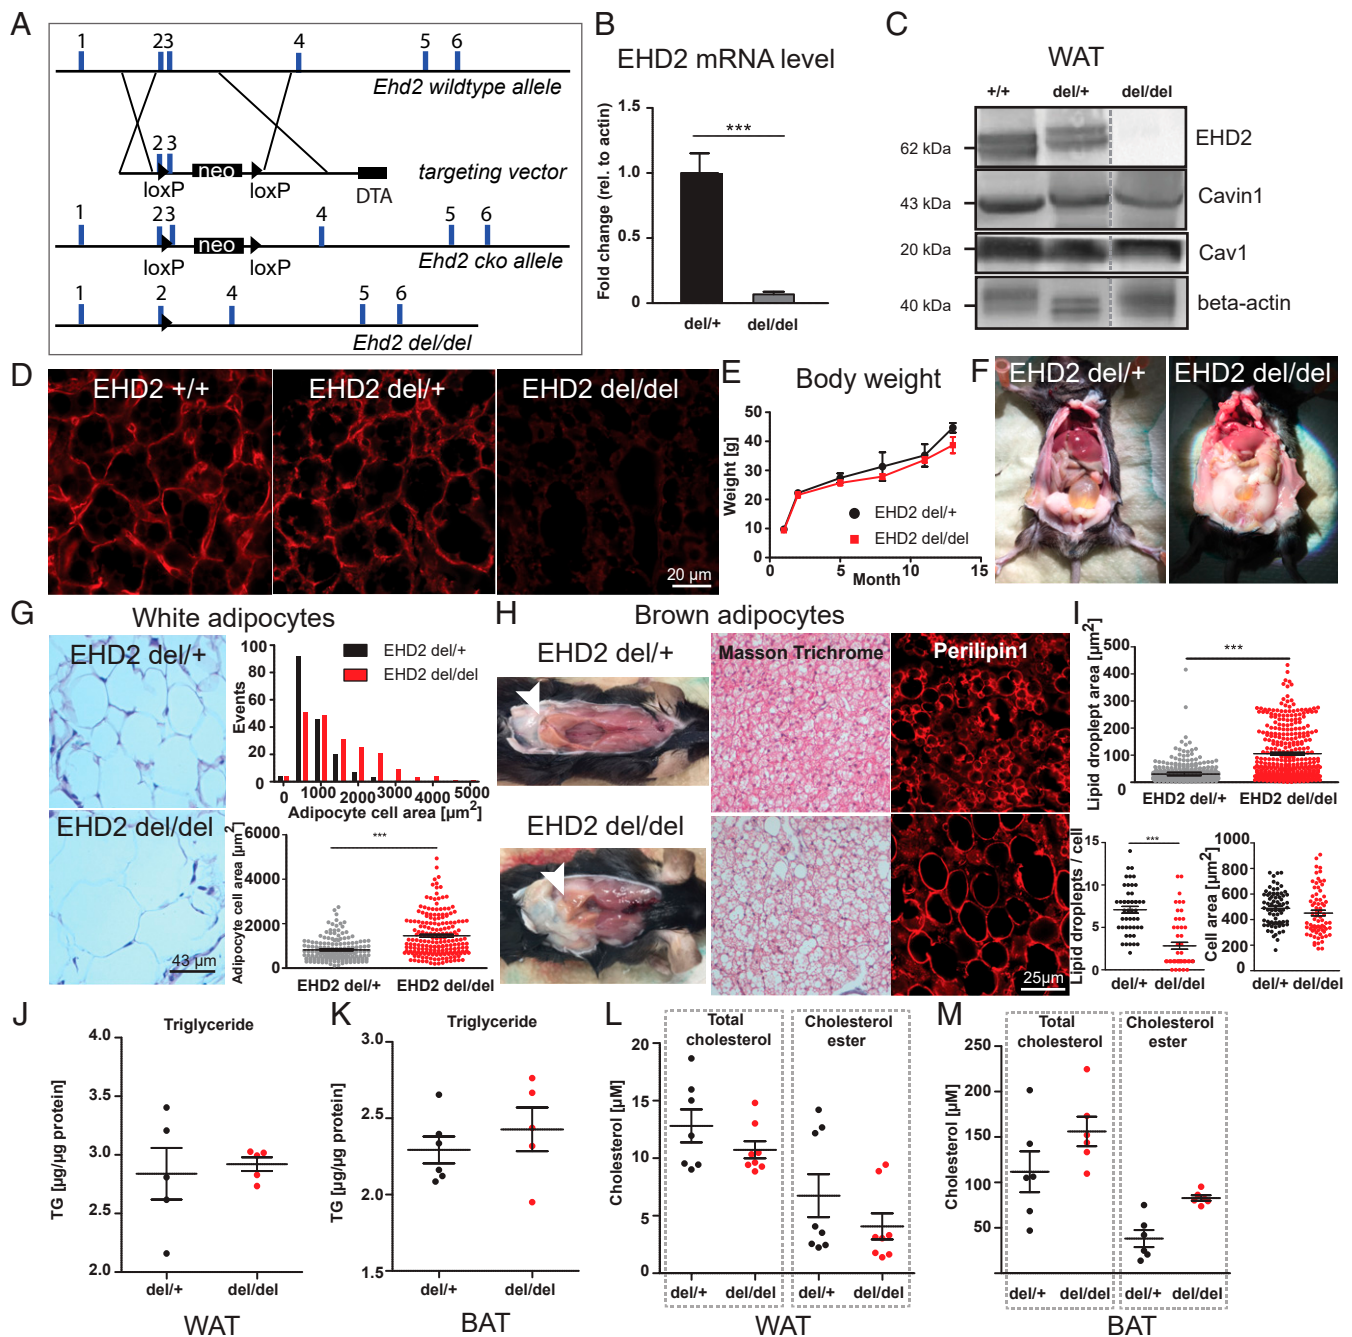 A
1 23 4 5 6
Ehd2 wildtype allele
23
neo
loxP loxP
targeting vector
DTA
1 23 4 5 6
neo
loxP loxP
Ehd2 cko allele
1 2 4 5 6
Ehd2 del/del
B
EHD2 mRNA level
Fold change (rel. to actin)
1.5
1.0
0.5
0
***
del/+ del/del
C
WAT
+/+ del/+ del/del
62 kDa EHD2
43 kDa Cavin1
20 kDa Cav1
40 kDa beta-actin
D
EHD2 +/+ EHD2 del/+ EHD2 del/del
20 µm
E
Body weight
Weight [g]
50
40
30
20
10
0
0 5 10 15
Month
EHD2 del/+
EHD2 del/del
F
EHD2 del/+ EHD2 del/del
G
White adipocytes
EHD2 del/+
EHD2 del/del
43 µm
Events
100
80
60
40
20
0
EHD2 del/+
EHD2 del/del
0 1000 2000 3000 4000 5000
Adipocyte cell area [µm²]
Adipocyte cell area [µm²]
6000
4000
2000
0
***
EHD2 del/+ EHD2 del/del
H
Brown adipocytes
EHD2 del/+
EHD2 del/del
Masson Trichrome
Perilipin1
25µm
I
Lipid droplept area [µm²]
500
400
300
200
100
0
***
EHD2 del/+ EHD2 del/del
Lipid droplepts / cell
15
10
5
0
***
del/+ del/del
Cell area [µm²]
1000
800
600
400
200
0
del/+ del/del
J
Triglyceride
TG [µg/µg protein]
4.0
3.5
3.0
2.5
2.0
del/+ del/del
WAT
K
Triglyceride
TG [µg/µg protein]
3.0
2.5
2.0
1.5
del/+ del/del
BAT
L
Total
cholesterol
Cholesterol
ester
Cholesterol [µM]
20
15
10
5
0
del/+ del/del del/+ del/del
WAT
M
Total
cholesterol
Cholesterol
ester
Cholesterol [µM]
250
200
150
100
50
del/+ del/del del/+ del/del
BAT